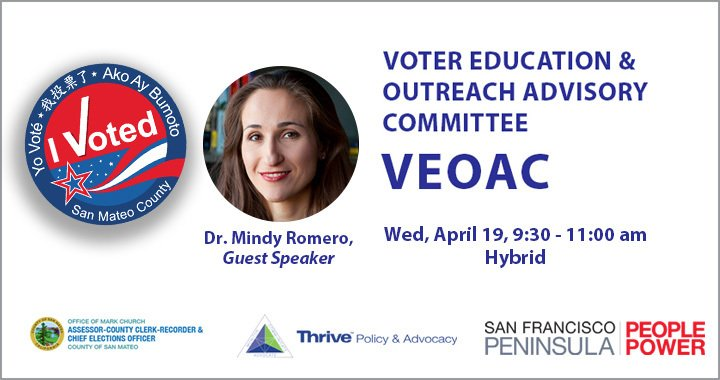 Yo Voté ★ 我投票了 ★ Ako Ay Bumoto
I Voted
San Mateo County
Dr. Mindy Romero,
Guest Speaker
VOTER EDUCATION &
OUTREACH ADVISORY
COMMITTEE
VEOAC
Wed, April 19, 9:30 - 11:00 am
Hybrid
OFFICE OF MARK CHURCH
ASSESSOR-COUNTY CLERK-RECORDER &
CHIEF ELECTIONS OFFICER
COUNTY OF SAN MATEO
ADVOCATE
Thrive™ Policy & Advocacy
SAN FRANCISCO
PENINSULA
PEOPLE
POWER